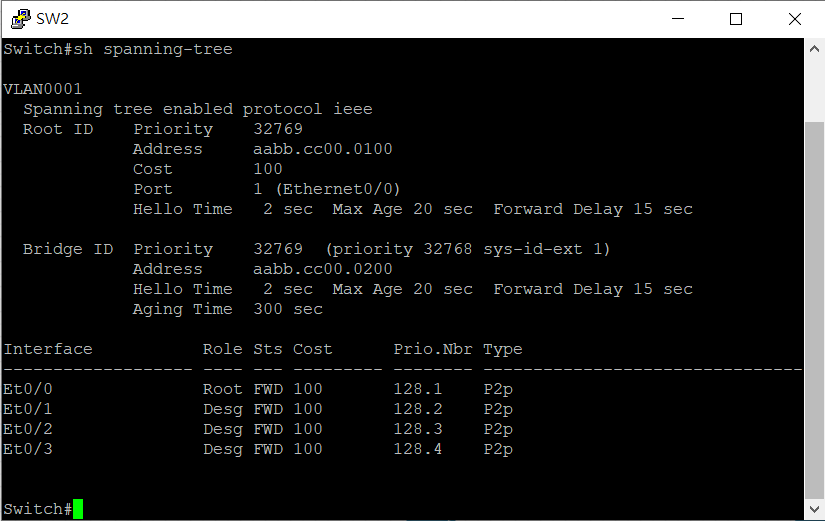 SW2
Switch#sh spanning-tree
VLAN0001
  Spanning tree enabled protocol ieee
  Root ID    Priority    32769
             Address     aabb.cc00.0100
             Cost        100
             Port        1 (Ethernet0/0)
             Hello Time   2 sec  Max Age 20 sec  Forward Delay 15 sec
  Bridge ID  Priority    32769  (priority 32768 sys-id-ext 1)
             Address     aabb.cc00.0200
             Hello Time   2 sec  Max Age 20 sec  Forward Delay 15 sec
             Aging Time  300 sec
Interface           Role Sts Cost      Prio.Nbr Type
------------------- ---- --- --------- -------- --------------------------------
Et0/0               Root FWD 100       128.1    P2p
Et0/1               Desg FWD 100       128.2    P2p
Et0/2               Desg FWD 100       128.3    P2p
Et0/3               Desg FWD 100       128.4    P2p
Switch#